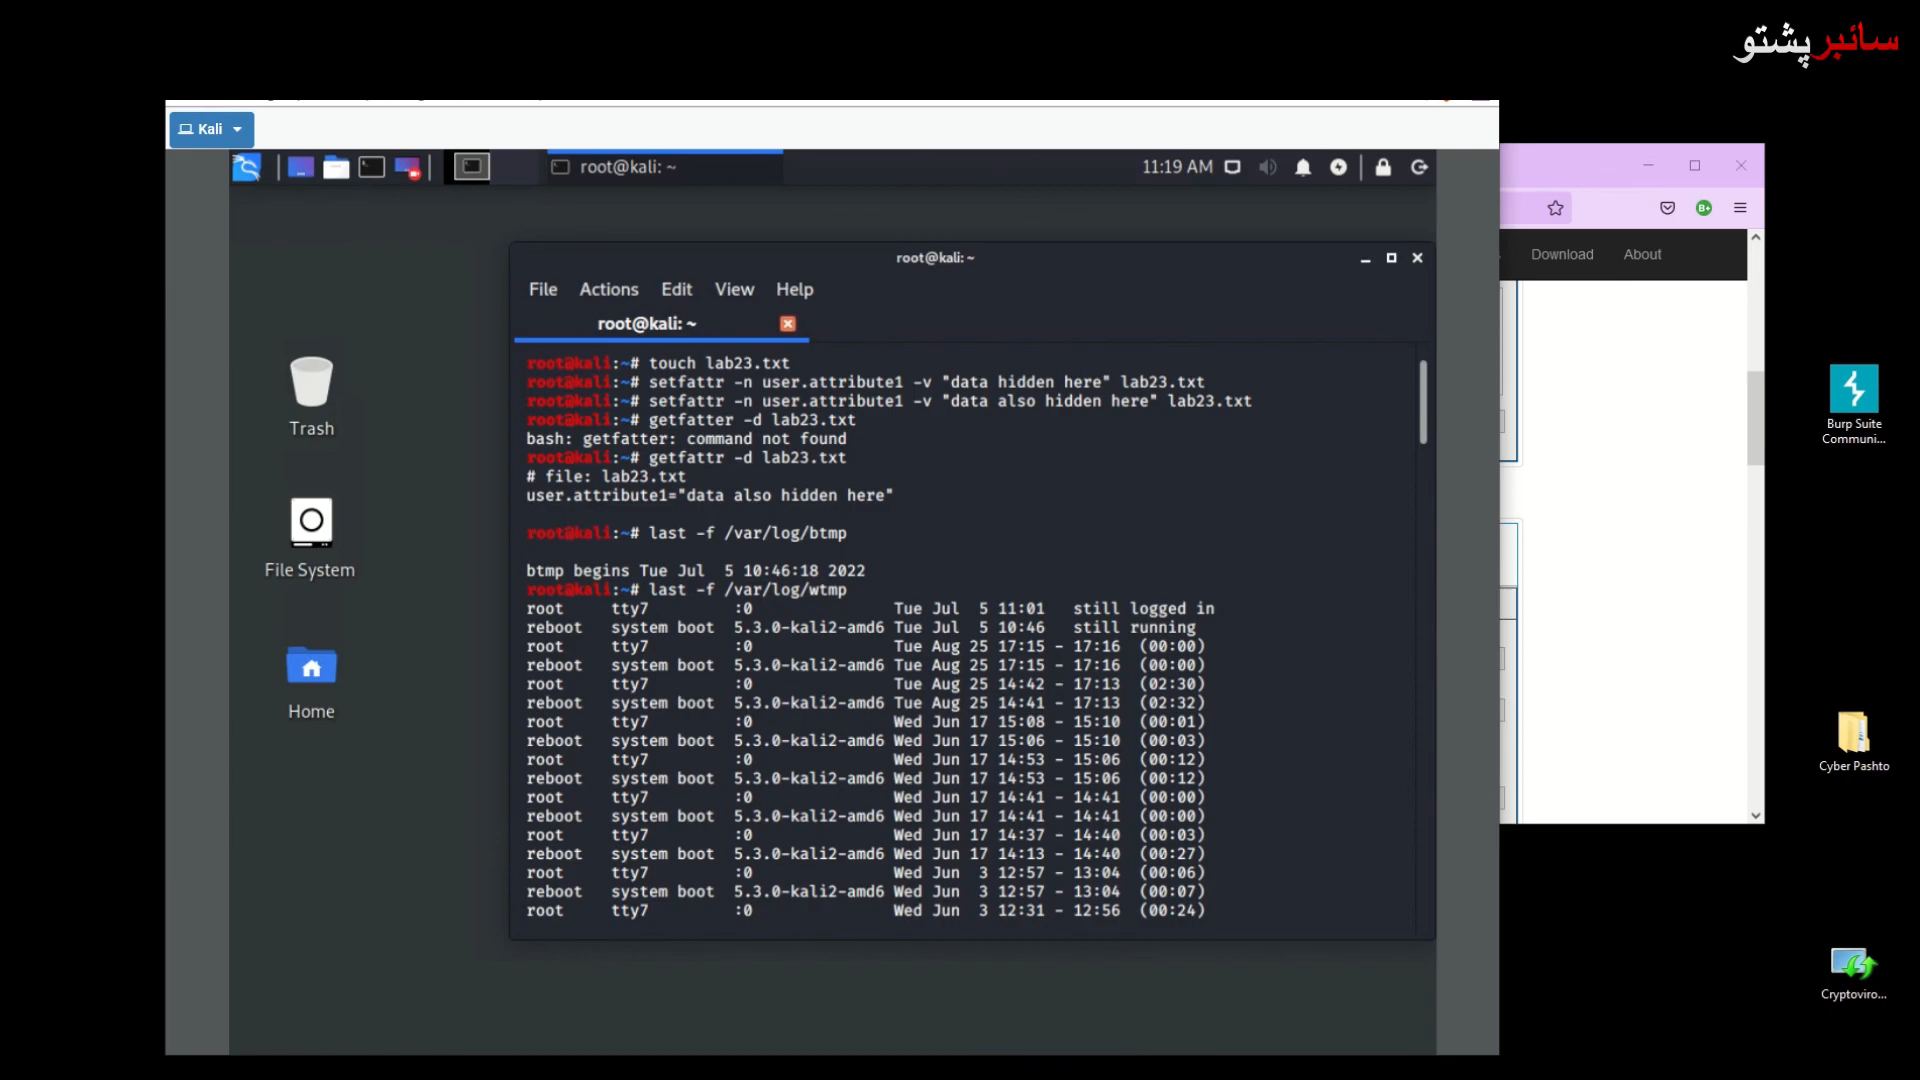 سائبر پشتو
Kali
root@kali: ~
11:19 AM
root@kali: ~
File Actions Edit View Help
root@kali: ~
root@kali:~# touch lab23.txt
root@kali:~# setfattr -n user.attribute1 -v "data hidden here" lab23.txt
root@kali:~# setfattr -n user.attribute1 -v "data also hidden here" lab23.txt
root@kali:~# getfatter -d lab23.txt
bash: getfatter: command not found
root@kali:~# getfattr -d lab23.txt
# file: lab23.txt
user.attribute1="data also hidden here"
root@kali:~# last -f /var/log/btmp
btmp begins Tue Jul  5 10:46:18 2022
root@kali:~# last -f /var/log/wtmp
root     tty7         :0               Tue Jul  5 11:01   still logged in
reboot   system boot  5.3.0-kali2-amd6 Tue Jul  5 10:46   still running
root     tty7         :0               Tue Aug 25 17:15 - 17:16  (00:00)
reboot   system boot  5.3.0-kali2-amd6 Tue Aug 25 17:15 - 17:16  (00:00)
root     tty7         :0               Tue Aug 25 14:42 - 17:13  (02:30)
reboot   system boot  5.3.0-kali2-amd6 Tue Aug 25 14:41 - 17:13  (02:32)
root     tty7         :0               Wed Jun 17 15:08 - 15:10  (00:01)
reboot   system boot  5.3.0-kali2-amd6 Wed Jun 17 15:06 - 15:10  (00:03)
root     tty7         :0               Wed Jun 17 14:53 - 15:06  (00:12)
reboot   system boot  5.3.0-kali2-amd6 Wed Jun 17 14:53 - 15:06  (00:12)
root     tty7         :0               Wed Jun 17 14:41 - 14:41  (00:00)
reboot   system boot  5.3.0-kali2-amd6 Wed Jun 17 14:41 - 14:41  (00:00)
root     tty7         :0               Wed Jun 17 14:37 - 14:40  (00:03)
reboot   system boot  5.3.0-kali2-amd6 Wed Jun 17 14:13 - 14:40  (00:27)
root     tty7         :0               Wed Jun  3 12:57 - 13:04  (00:06)
reboot   system boot  5.3.0-kali2-amd6 Wed Jun  3 12:57 - 13:04  (00:07)
root     tty7         :0               Wed Jun  3 12:31 - 12:56  (00:24)
Trash
File System
Home
B+
Download About
Burp Suite
Communi...
Cyber Pashto
Cryptoviro...